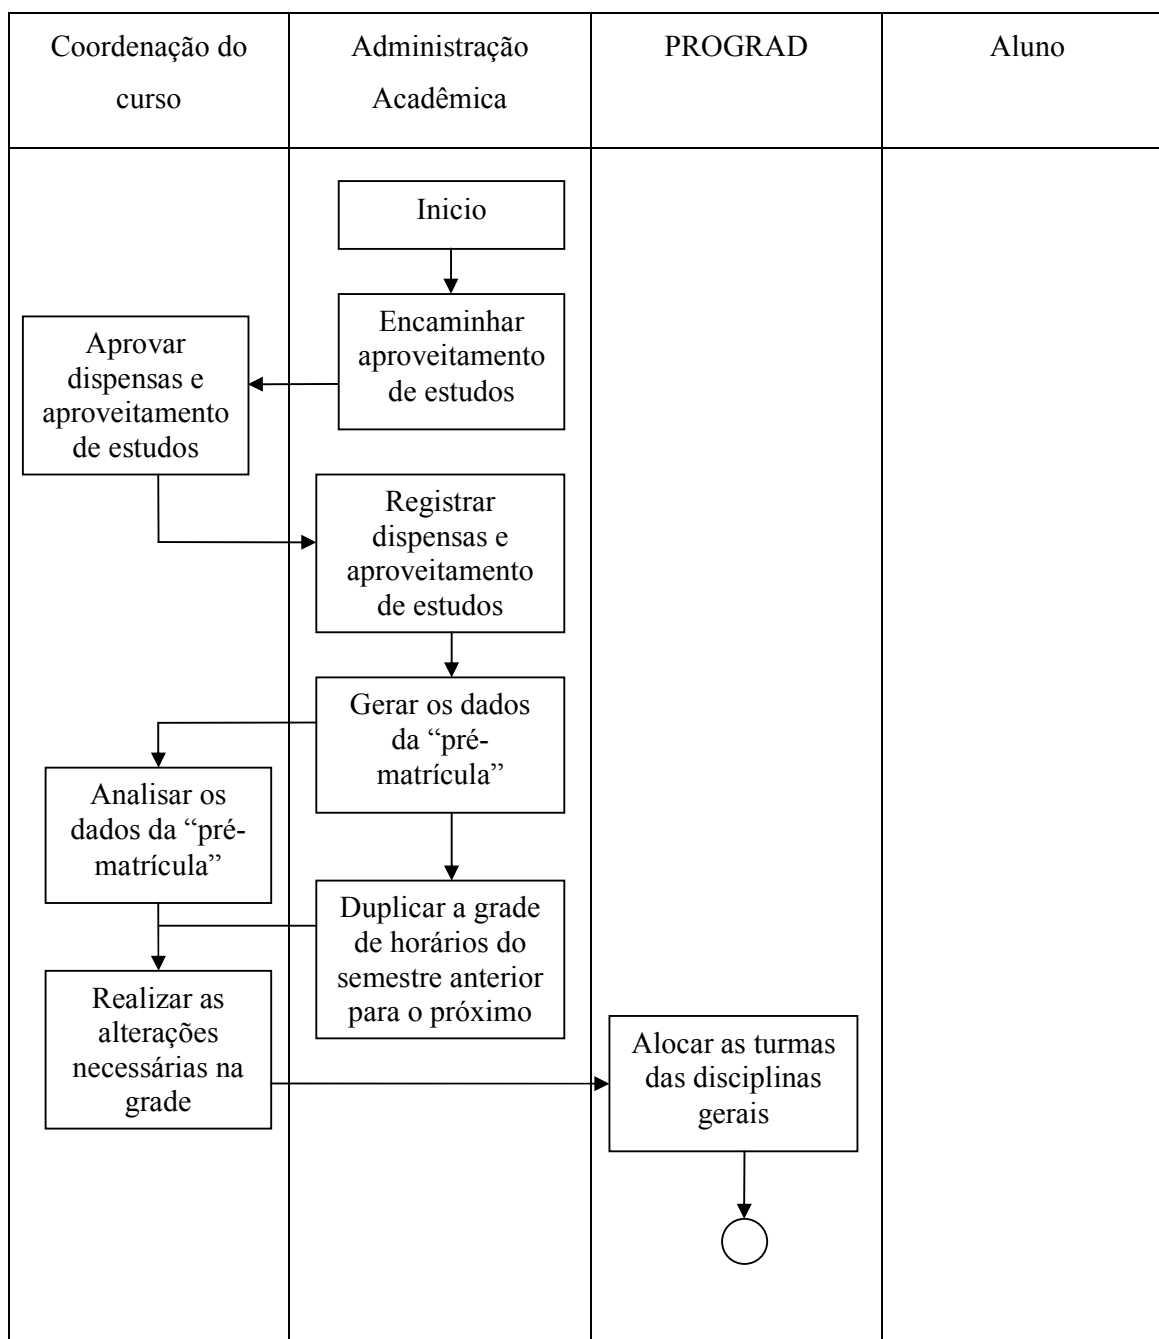 Coordenação do
curso
Administração
Acadêmica
PROGRAD
Aluno
Inicio
Encaminhar
aproveitamento
de estudos
Aprovar
dispensas e
aproveitamento
de estudos
Registrar
dispensas e
aproveitamento
de estudos
Gerar os dados
da “pré-
matrícula”
Analisar os
dados da “pré-
matrícula”
Duplicar a grade
de horários do
semestre anterior
para o próximo
Realizar as
alterações
necessárias na
grade
Alocar as turmas
das disciplinas
gerais